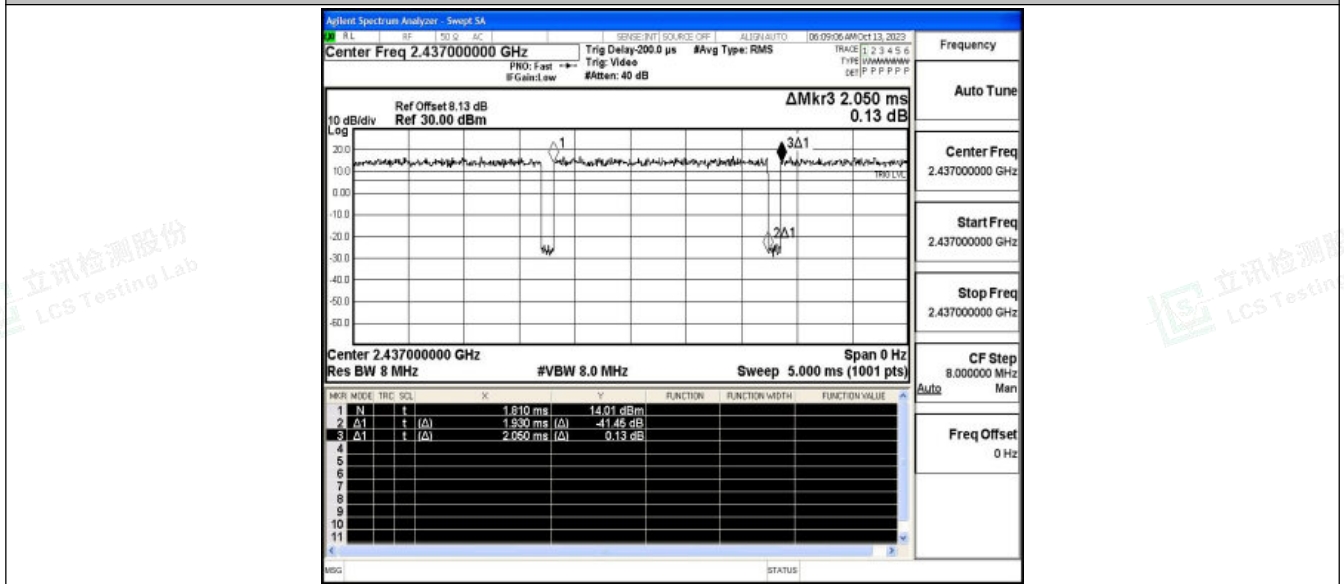 Agilent Spectrum Analyzer - Swept SA
RL RF 50 Ω AC SENSE:INT SOURCE OFF ALIGN AUTO 06:09:06 AM Oct 13, 2023
Center Freq 2.437000000 GHz
PNO: Fast
IFGain:Low
Trig Delay-200.0 µs
Trig: Video
#Atten: 40 dB
#Avg Type: RMS
TRACE 1 2 3 4 5 6
TYPE
DET P P P P P P
Frequency
Auto Tune
Center Freq
2.437000000 GHz
Start Freq
2.437000000 GHz
Stop Freq
2.437000000 GHz
CF Step
8.000000 MHz
Auto Man
Freq Offset
0 Hz
ΔMkr3 2.050 ms
0.13 dB
Ref Offset 8.13 dB
10 dB/div Ref 30.00 dBm
Log
20.0
10.0
0.00
-10.0
-20.0
-30.0
-40.0
-50.0
-60.0
1
3Δ1
TRIG LVL
2Δ1
Center 2.437000000 GHz Span 0 Hz
Res BW 8 MHz #VBW 8.0 MHz Sweep 5.000 ms (1001 pts)
MKR MODE TRC SCL X Y FUNCTION FUNCTION WIDTH FUNCTION VALUE
1 N t 1.810 ms 14.01 dBm
2 Δ1 t (Δ) 1.930 ms (Δ) -41.45 dB
3 Δ1 t (Δ) 2.050 ms (Δ) 0.13 dB
4
5
6
7
8
9
10
11
MSG STATUS
立讯检测股份
LCS Testing Lab
立讯检测股
LCS Testing